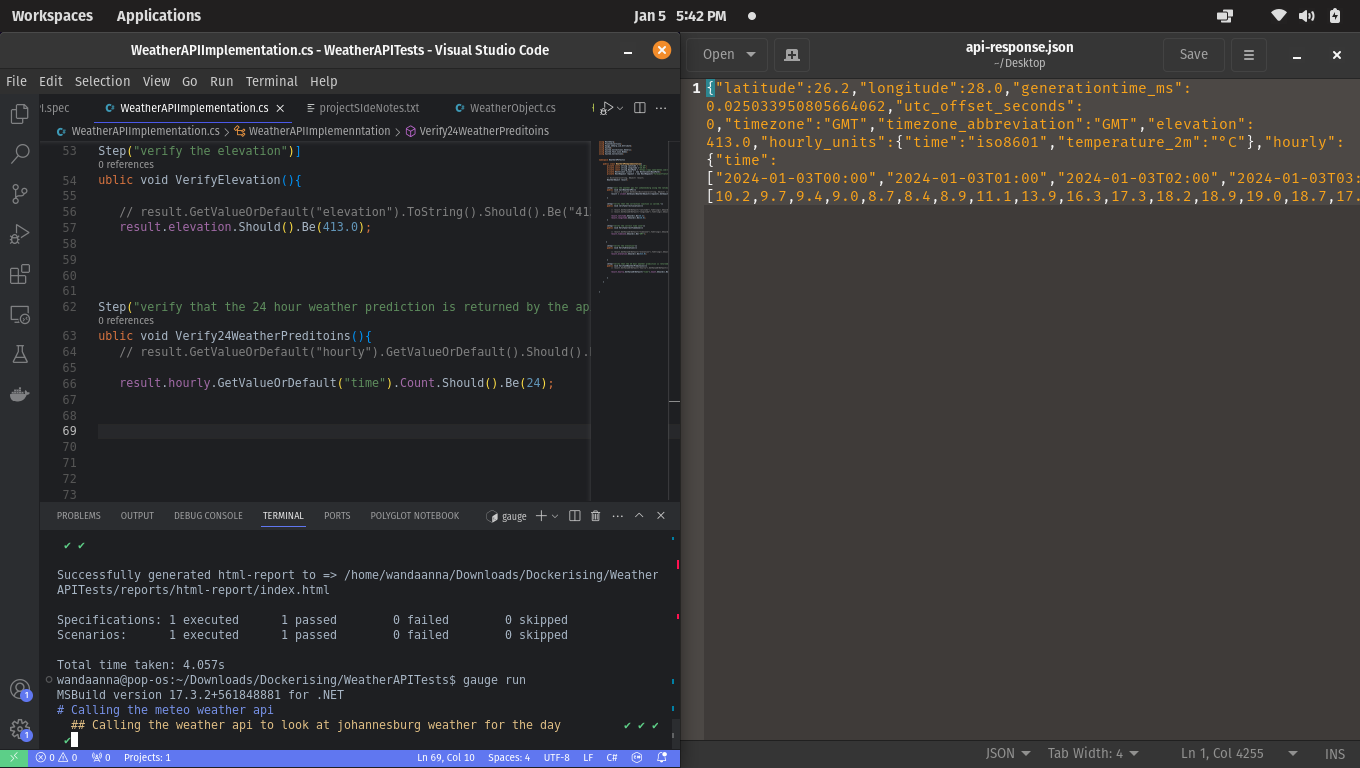 Workspaces Applications Jan 5 5:42 PM
WeatherAPIImplementation.cs - WeatherAPITests - Visual Studio Code
File Edit Selection View Go Run Terminal Help
I.spec WeatherAPIImplementation.cs projectSIdeNotes.txt WeatherObject.cs
WeatherAPIImplementation.cs > WeatherAPIImplemenntation > Verify24WeatherPreditoins
53 Step("verify the elevation")]
0 references
54 ublic void VerifyElevation(){
55
56 // result.GetValueOrDefault("elevation").ToString().Should().Be("413
57 result.elevation.Should().Be(413.0);
58
59
60
61
62 Step("verify that the 24 hour weather prediction is returned by the ap
0 references
63 ublic void Verify24WeatherPreditoins(){
64 // result.GetValueOrDefault("hourly").GetValueOrDefault().Should().
65
66 result.hourly.GetValueOrDefault("time").Count.Should().Be(24);
67
68
69
70
71
72
73
PROBLEMS OUTPUT DEBUG CONSOLE TERMINAL PORTS POLYGLOT NOTEBOOK gauge
✔ ✔
Successfully generated html-report to => /home/wandaanna/Downloads/Dockerising/Weather
APITests/reports/html-report/index.html
Specifications: 1 executed 1 passed 0 failed 0 skipped
Scenarios: 1 executed 1 passed 0 failed 0 skipped
Total time taken: 4.057s
wandaanna@pop-os:~/Downloads/Dockerising/WeatherAPITests$ gauge run
MSBuild version 17.3.2+561848881 for .NET
# Calling the meteo weather api
## Calling the weather api to look at johannesburg weather for the day ✔ ✔ ✔
✔
1
1
0 0 0 Projects: 1 Ln 69, Col 10 Spaces: 4 UTF-8 LF C#
Open api-response.json Save
~/Desktop
1 {"latitude":26.2,"longitude":28.0,"generationtime_ms":
0.025033950805664062,"utc_offset_seconds":
0,"timezone":"GMT","timezone_abbreviation":"GMT","elevation":
413.0,"hourly_units":{"time":"iso8601","temperature_2m":"°C"},"hourly":
{"time":
["2024-01-03T00:00","2024-01-03T01:00","2024-01-03T02:00","2024-01-03T03:
[10.2,9.7,9.4,9.0,8.7,8.4,8.9,11.1,13.9,16.3,17.3,18.2,18.9,19.0,18.7,17.
JSON Tab Width: 4 Ln 1, Col 4255 INS